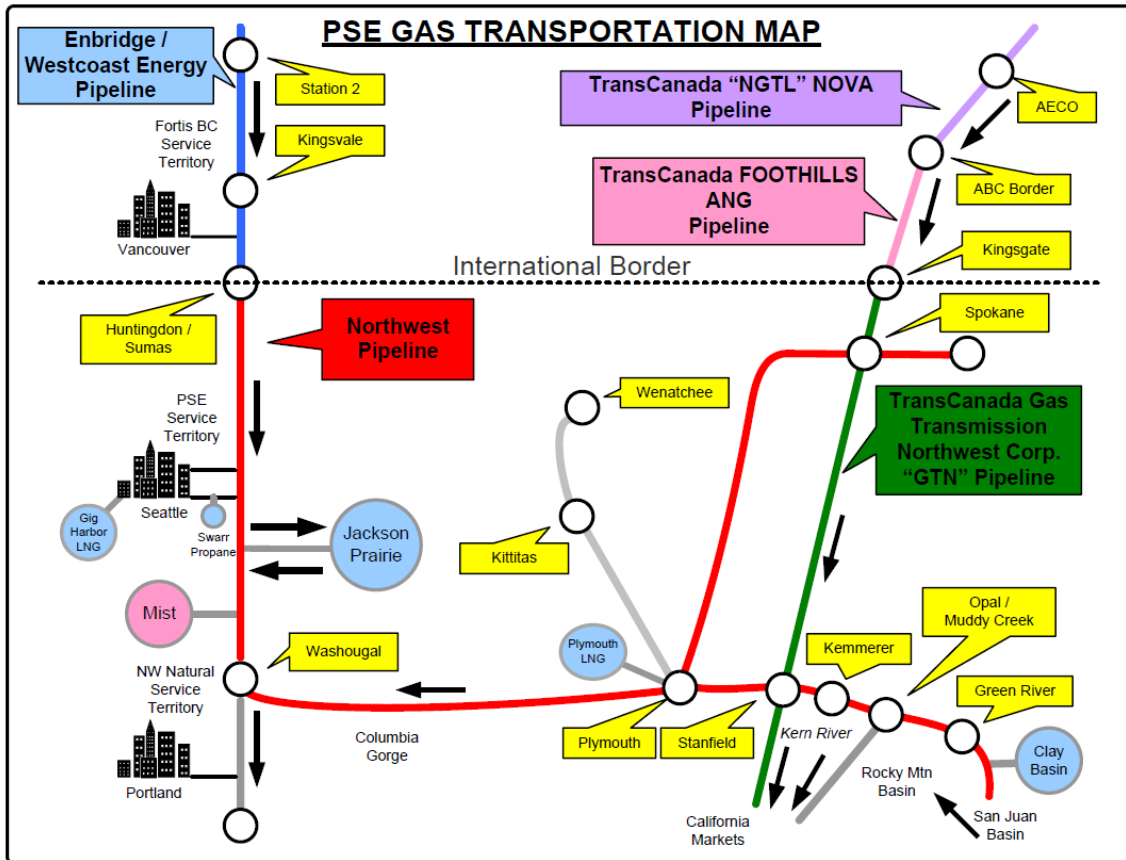 PSE GAS TRANSPORTATION MAP
Enbridge /
Westcoast Energy
Pipeline
Station 2
Fortis BC
Service
Territory
Kingsvale
Vancouver
TransCanada “NGTL” NOVA
Pipeline
AECO
TransCanada FOOTHILLS
ANG
Pipeline
ABC Border
Kingsgate
International Border
Huntingdon /
Sumas
Northwest
Pipeline
Spokane
PSE
Service
Territory
Wenatchee
TransCanada Gas
Transmission
Northwest Corp.
“GTN” Pipeline
Seattle
Gig
Harbor
LNG
Swarr
Propane
Jackson
Prairie
Kittitas
Mist
Opal /
Muddy Creek
Washougal
Plymouth
LNG
Kemmerer
Green River
NW Natural
Service
Territory
Columbia
Gorge
Plymouth
Stanfield
Kern River
Clay
Basin
Rocky Mtn
Basin
Portland
California
Markets
San Juan
Basin